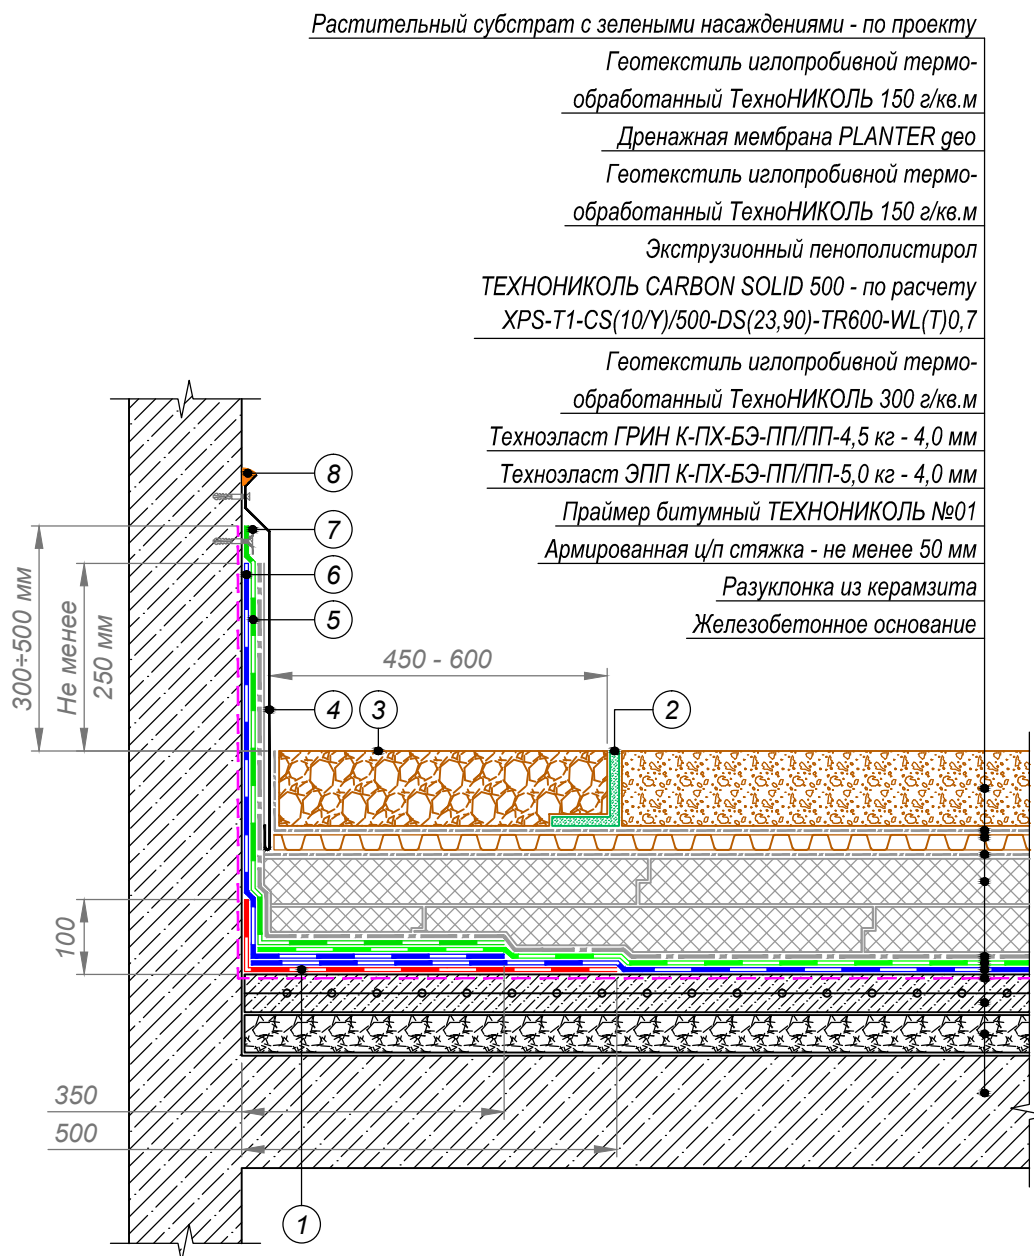 Растительный субстрат с зелеными насаждениями - по проекту
Геотекстиль иглопробивной термо-
обработанный ТехноНИКОЛЬ 150 г/кв.м
Дренажная мембрана PLANTER geo
Геотекстиль иглопробивной термо-
обработанный ТехноНИКОЛЬ 150 г/кв.м
Экструзионный пенополистирол
ТЕХНОНИКОЛЬ CARBON SOLID 500 - по расчету
XPS-T1-CS(10/Y)/500-DS(23,90)-TR600-WL(T)0,7
Геотекстиль иглопробивной термо-
обработанный ТехноНИКОЛЬ 300 г/кв.м
Техноэласт ГРИН К-ПХ-БЭ-ПП/ПП-4,5 кг - 4,0 мм
Техноэласт ЭПП К-ПХ-БЭ-ПП/ПП-5,0 кг - 4,0 мм
Праймер битумный ТЕХНОНИКОЛЬ №01
Армированная ц/п стяжка - не менее 50 мм
Разуклонка из керамзита
Железобетонное основание
8
7
6
5
300÷500 мм
Не менее
250 мм
450 - 600
4
3
2
100
350
500
1